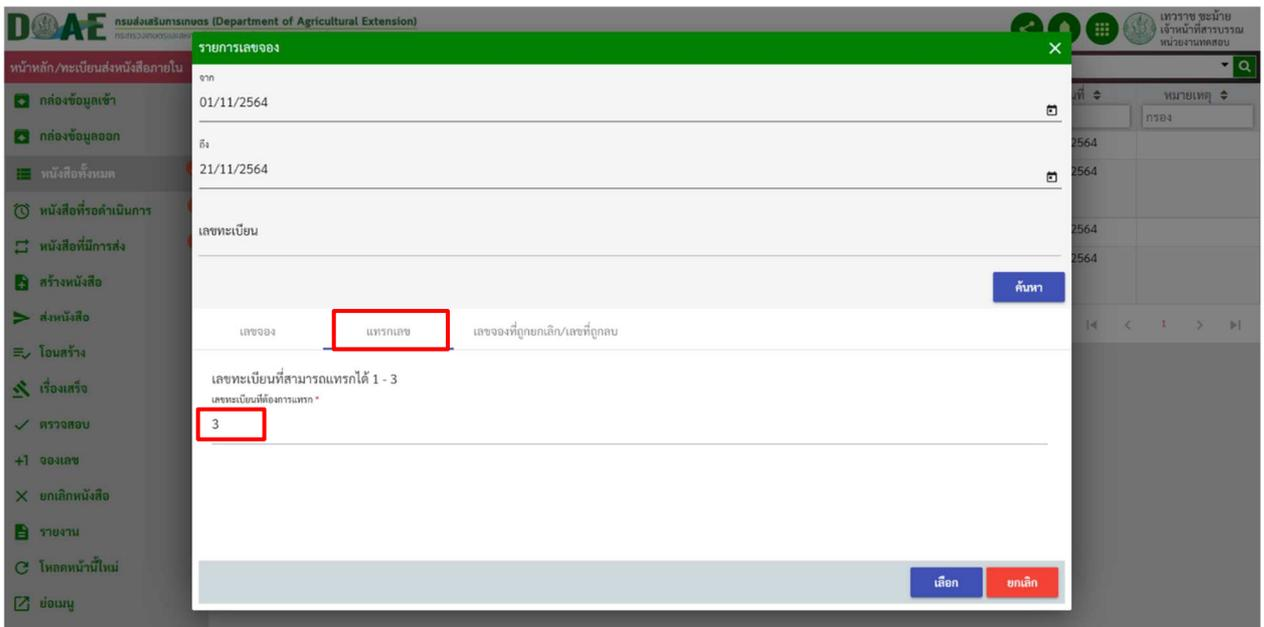 DOAE
กรมส่งเสริมการเกษตร (Department of Agricultural Extension)
เทวราช ชะม้าย
เจ้าหน้าที่สารบรรณ
หน่วยงานทดสอบ
หน้าหลัก/ทะเบียนส่งหนังสือภายใน
กล่องข้อมูลเข้า
กล่องข้อมูลออก
หนังสือทั้งหมด
หนังสือที่รอดำเนินการ
หนังสือที่มีการส่ง
สร้างหนังสือ
ส่งหนังสือ
โอนสร้าง
เรื่องเสร็จ
ตรวจสอบ
+1 จองเลข
ยกเลิกหนังสือ
รายงาน
โหลดหน้านี้ใหม่
ย่อเมนู
รายการเลขจอง
จาก
01/11/2564
ถึง
21/11/2564
เลขทะเบียน
ค้นหา
เลขจอง แทรกเลข เลขจองที่ถูกยกเลิก/เลขที่ถูกลบ
เลขทะเบียนที่สามารถแทรกได้ 1 - 3
เลขทะเบียนที่ต้องการแทรก *
3
เลือก ยกเลิก
หมายเหตุ
กรอง
2564
2564
2564
2564
1